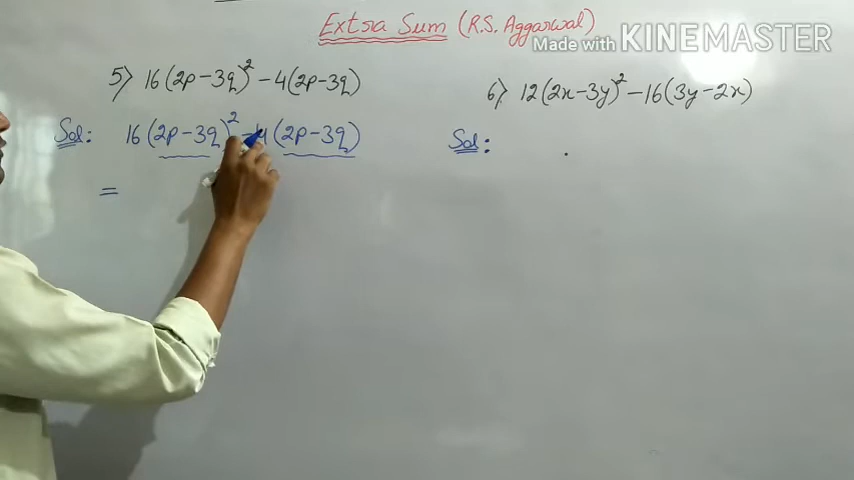 Extra Sum (R.S. Aggarwal)
Made with KINEMASTER
5) 16(2p-3q)² - 4(2p-3q)
Sol: 16(2p-3q)² - 4(2p-3q)
=
6) 12(2x-3y)² - 16(3y-2x)
Sol: